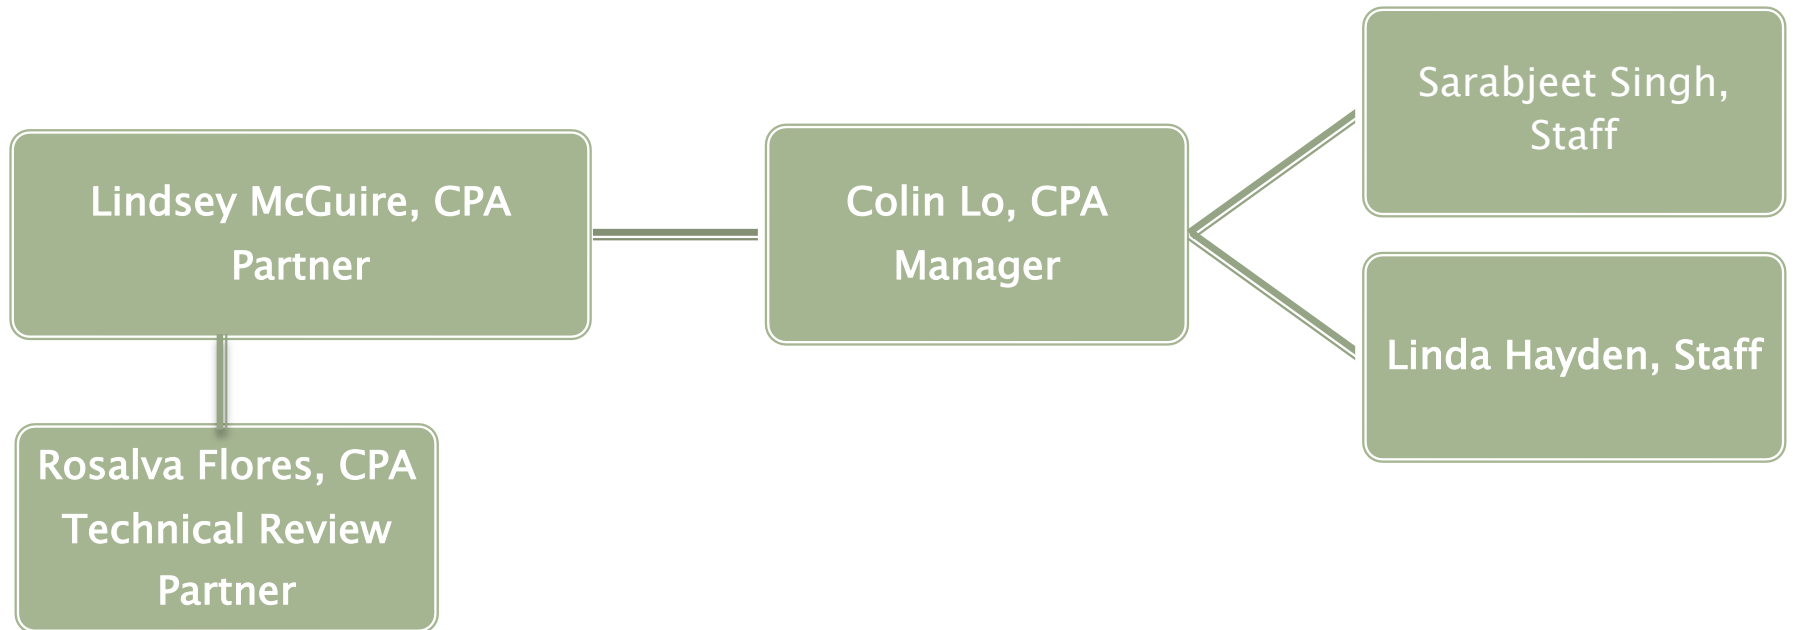 Lindsey McGuire, CPA
Partner
Rosalva Flores, CPA
Technical Review
Partner
Colin Lo, CPA
Manager
Sarabjeet Singh,
Staff
Linda Hayden, Staff